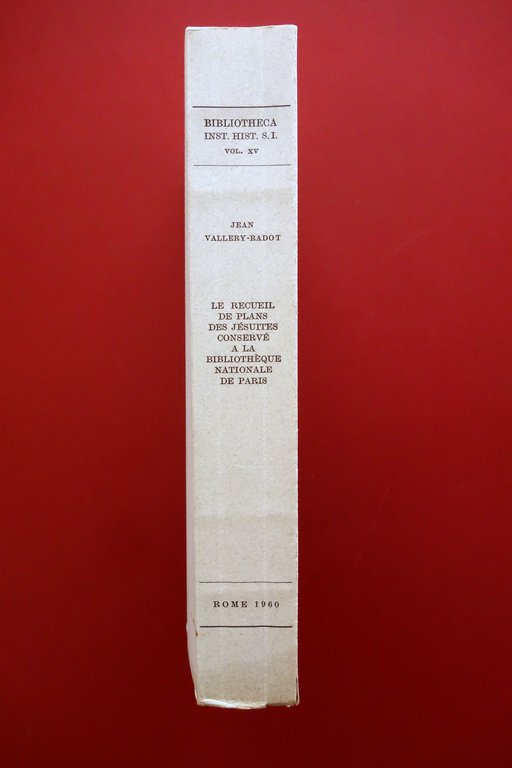 BIBLIOTHECA
INST. HIST. S. I.
VOL. XV
JEAN
VALLERY-RADOT
LE RECUEIL
DE PLANS
DES JÉSUITES
CONSERVÉ
A LA
BIBLIOTHÈQUE
NATIONALE
DE PARIS
ROME 1960